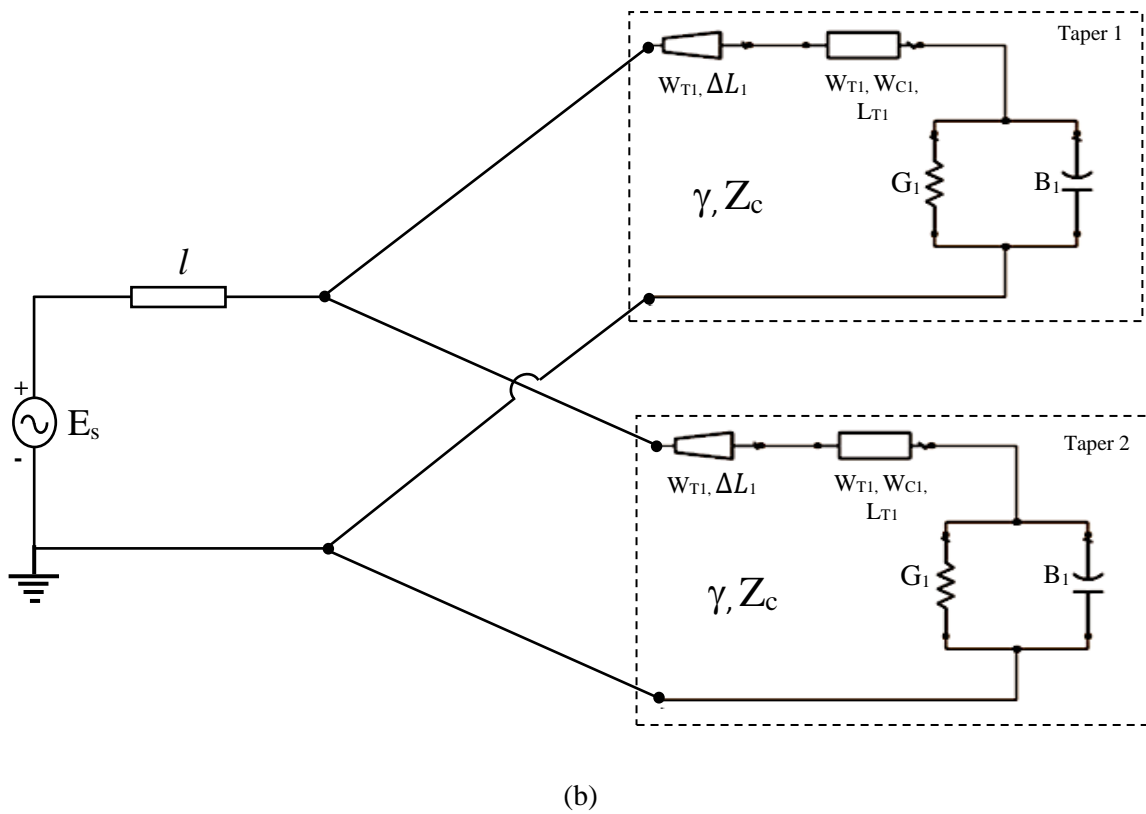 Taper 1
W_T1, ΔL_1
W_T1, W_C1,
L_T1
G_1
B_1
γ, Z_c
l
+
E_s
-
Taper 2
W_T1, ΔL_1
W_T1, W_C1,
L_T1
G_1
B_1
γ, Z_c
(b)